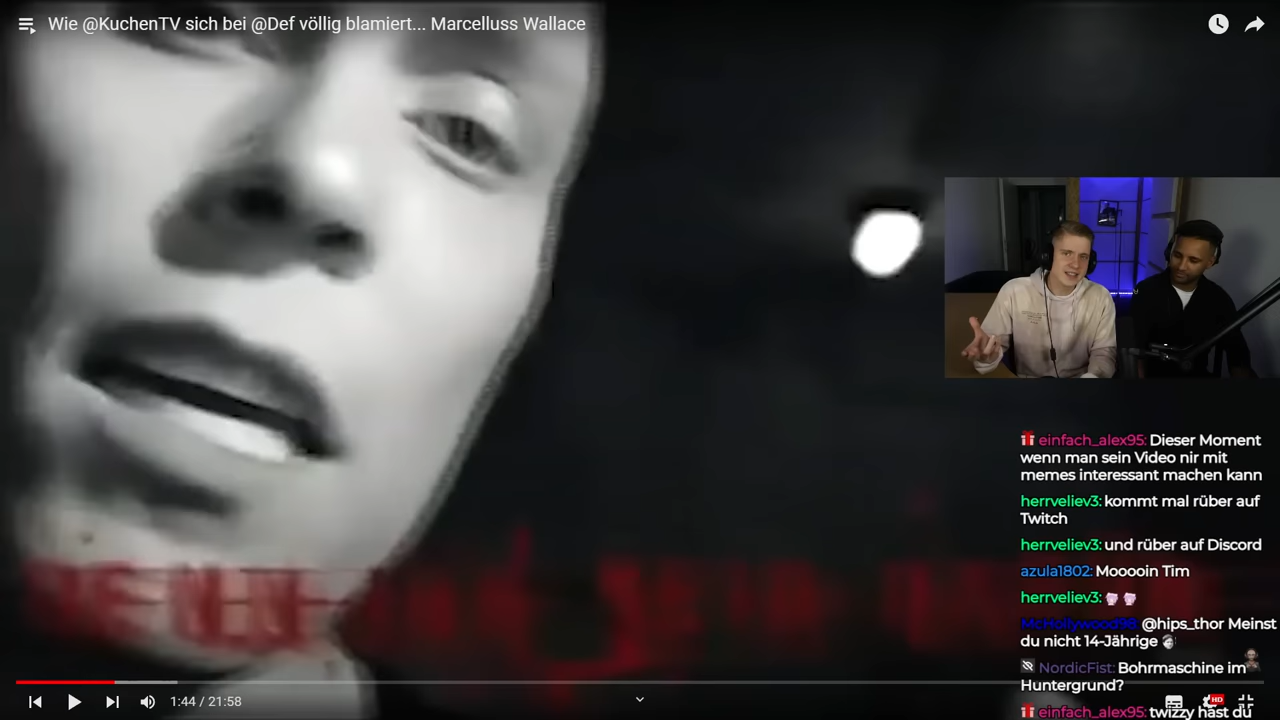 Wie @KuchenTV sich bei @Def völlig blamiert... Marcelluss Wallace
einfach_alex95: Dieser Moment
wenn man sein Video nir mit
memes interessant machen kann
herrveliev3: kommt mal rüber auf
Twitch
herrveliev3: und rüber auf Discord
azula1802: Mooooin Tim
herrveliev3:
McHollywood98: @hips_thor Meinst
du nicht 14-Jährige
NordicFist: Bohrmaschine im
Huntergrund?
einfach_alex95: twizzy hast du
1:44 / 21:58
HD